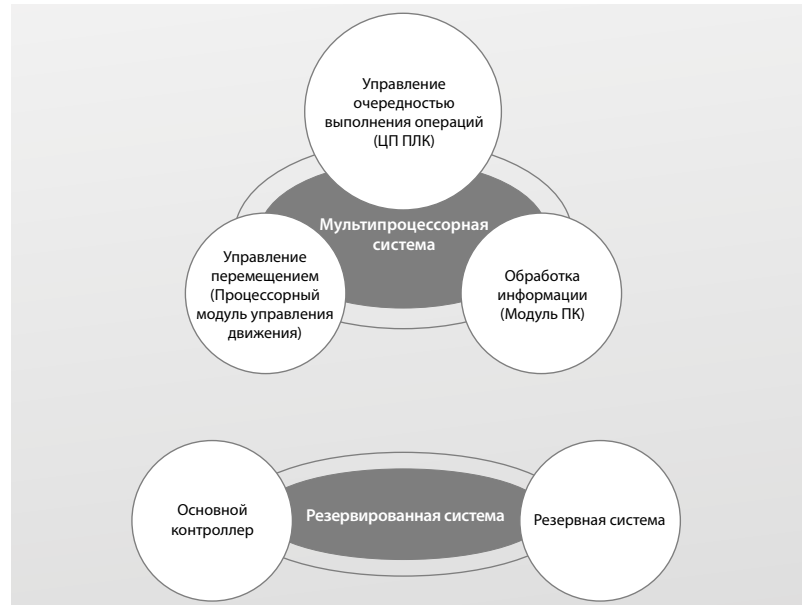 Управление
очередностью
выполнения операций
(ЦП ПЛК)
Мультипроцессорная
система
Управление
перемещением
(Процессорный
модуль управления
движения)
Обработка
информации
(Модуль ПК)
Основной
контроллер
Резервированная система
Резервная система